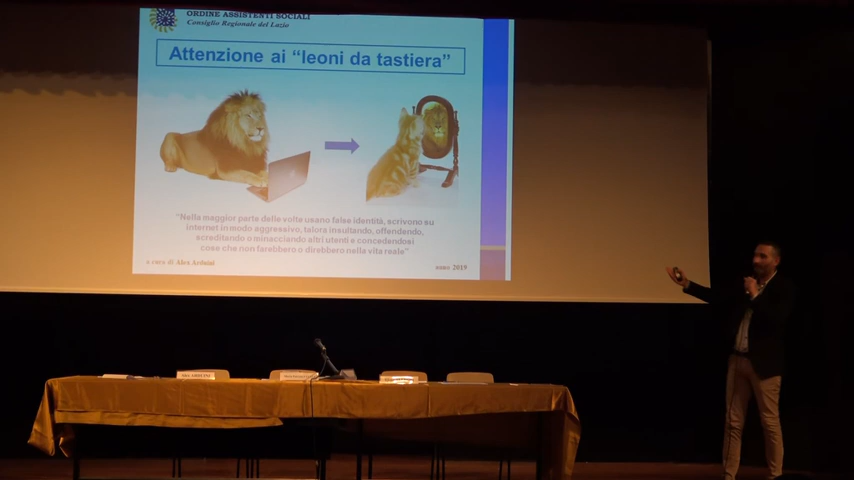 ORDINE ASSISTENTI SOCIALI
Consiglio Regionale del Lazio
Attenzione ai “leoni da tastiera”
“Nella maggior parte delle volte usano false identità, scrivono su
internet in modo aggressivo, talora insultando, offendendo,
screditando o minacciando altri utenti e concedendosi
cose che non farebbero o direbbero nella vita reale”
a cura di
anno 2019